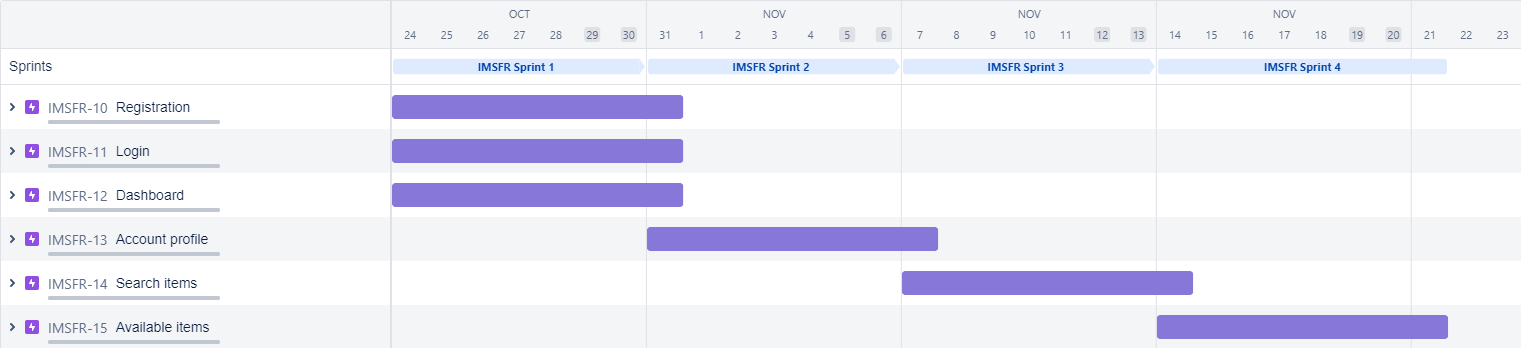 OCT NOV NOV NOV
24 25 26 27 28 29 30 31 1 2 3 4 5 6 7 8 9 10 11 12 13 14 15 16 17 18 19 20 21 22 23
Sprints IMSFR Sprint 1 IMSFR Sprint 2 IMSFR Sprint 3 IMSFR Sprint 4
IMSFR-10 Registration
IMSFR-11 Login
IMSFR-12 Dashboard
IMSFR-13 Account profile
IMSFR-14 Search items
IMSFR-15 Available items